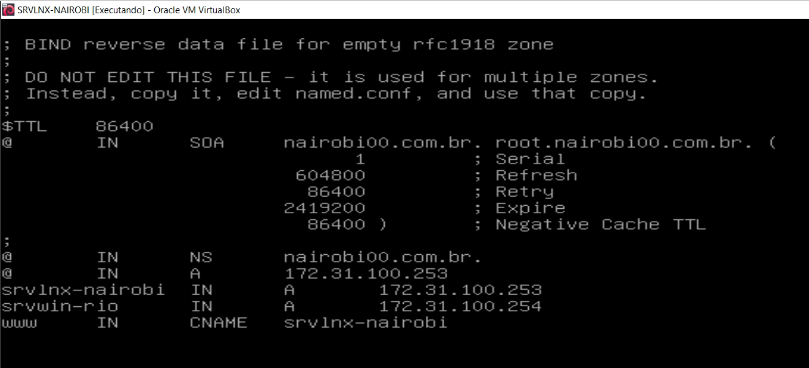 SRVLNX-NAIROBI [Executando] - Oracle VM VirtualBox
; BIND reverse data file for empty rfc1918 zone
;
; DO NOT EDIT THIS FILE - it is used for multiple zones.
; Instead, copy it, edit named.conf, and use that copy.
;
$TTL 86400
@ IN SOA nairobi00.com.br. root.nairobi00.com.br. (
1 ; Serial
604800 ; Refresh
86400 ; Retry
2419200 ; Expire
86400 ) ; Negative Cache TTL
;
@ IN NS nairobi00.com.br.
@ IN A 172.31.100.253
srvlnx-nairobi IN A 172.31.100.253
srvwin-rio IN A 172.31.100.254
www IN CNAME srvlnx-nairobi